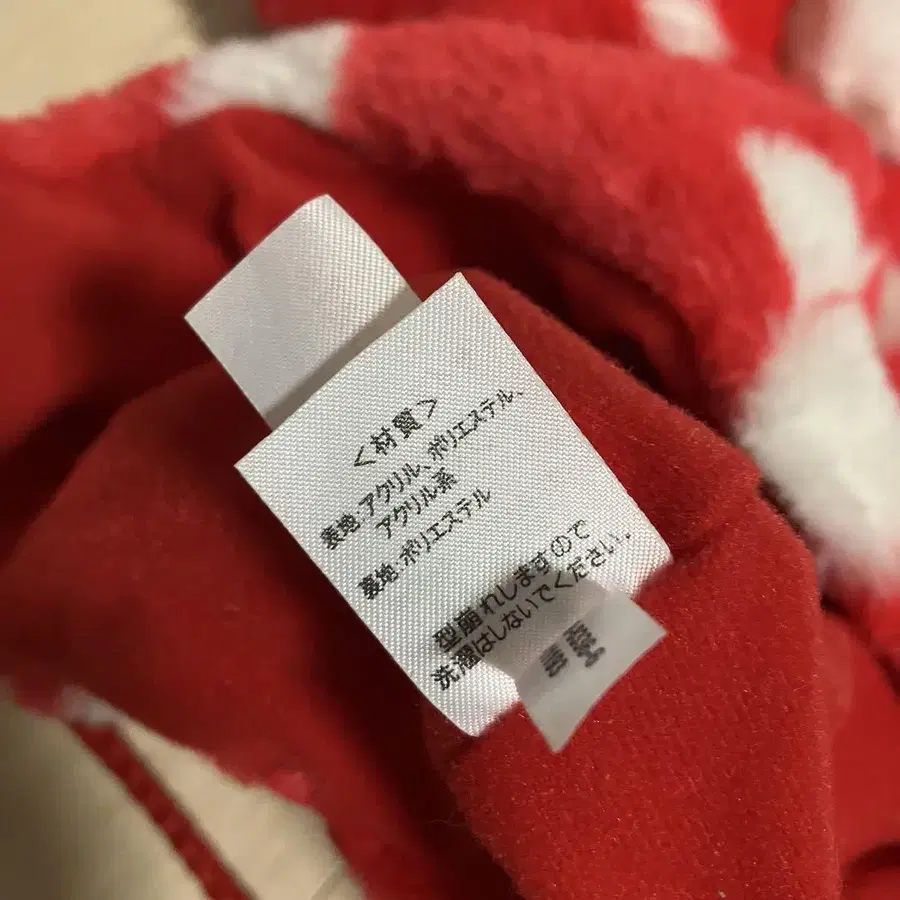 <材質>
表地:アクリル、ポリエステル、
アクリル系
裏地:ポリエステル
型崩れしますので
洗濯はしないでください。